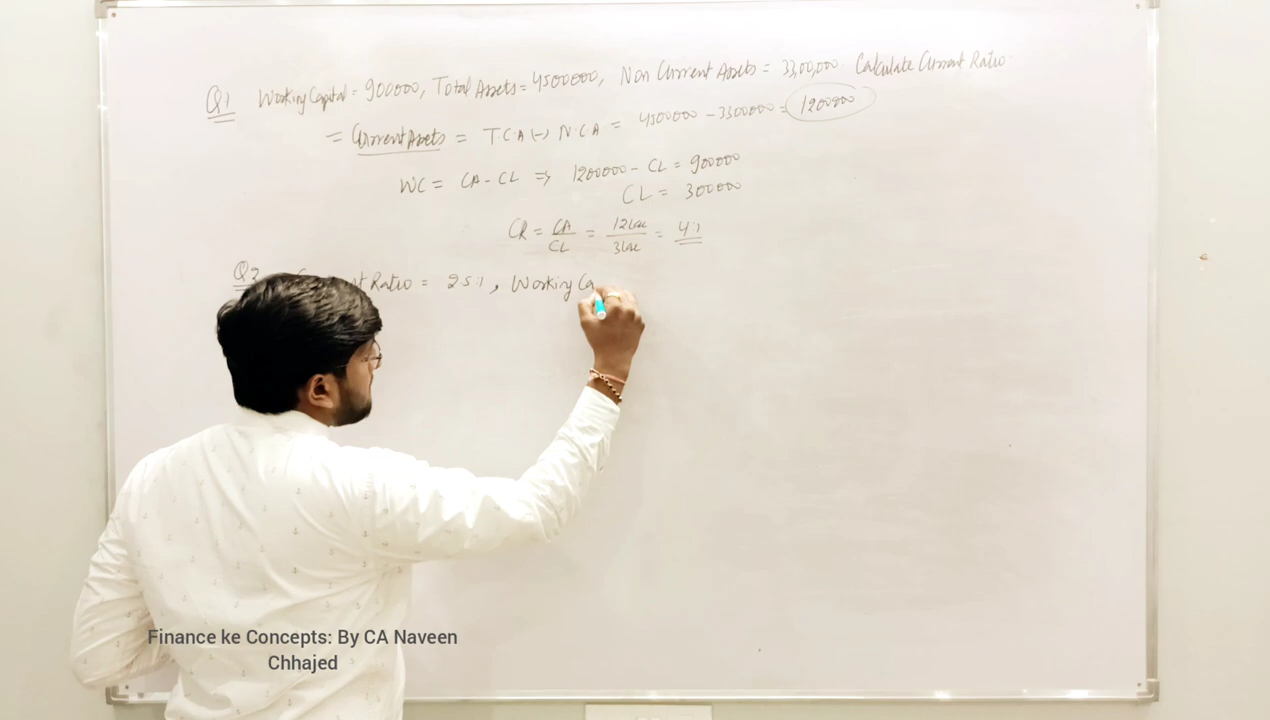 Q1 Working Capital = 900000, Total Assets = 4500000, Non Current Assets = 33,00,000. Calculate Current Ratio.
= Current Assets = T.C.A (-) N.C.A = 4500000 - 3300000 = 1200000
WC = CA - CL => 1200000 - CL = 900000
CL = 300000
CR = CA/CL = 12Lac/3Lac = 4:1
Q2 Ratio = 2.5:1, Working Ca
Finance ke Concepts: By CA Naveen
Chhajed